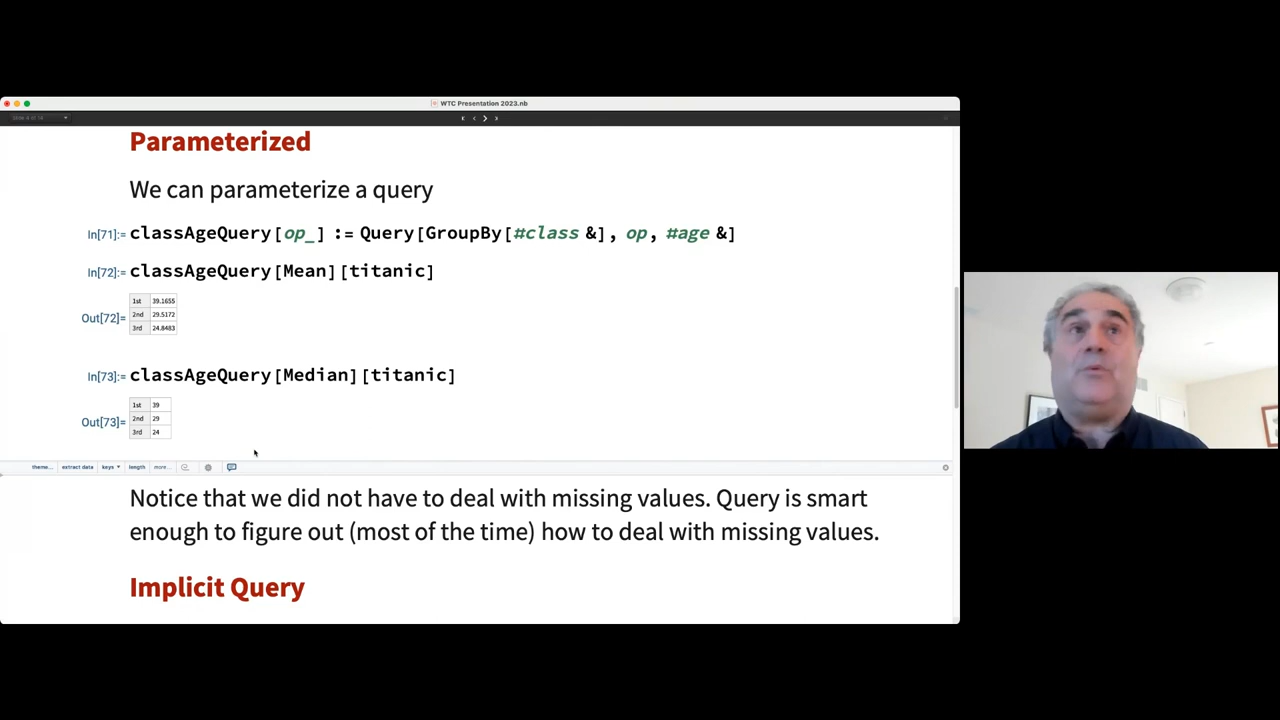 WTC Presentation 2023.nb
Parameterized
We can parameterize a query
In[71]:= classAgeQuery[op_] := Query[GroupBy[#class &], op, #age &]
In[72]:= classAgeQuery[Mean][titanic]
1st 39.1655
Out[72]= 2nd 29.5172
3rd 24.8483
In[73]:= classAgeQuery[Median][titanic]
1st 39
Out[73]= 2nd 29
3rd 24
theme... extract data keys length more...
Notice that we did not have to deal with missing values. Query is smart
enough to figure out (most of the time) how to deal with missing values.
Implicit Query